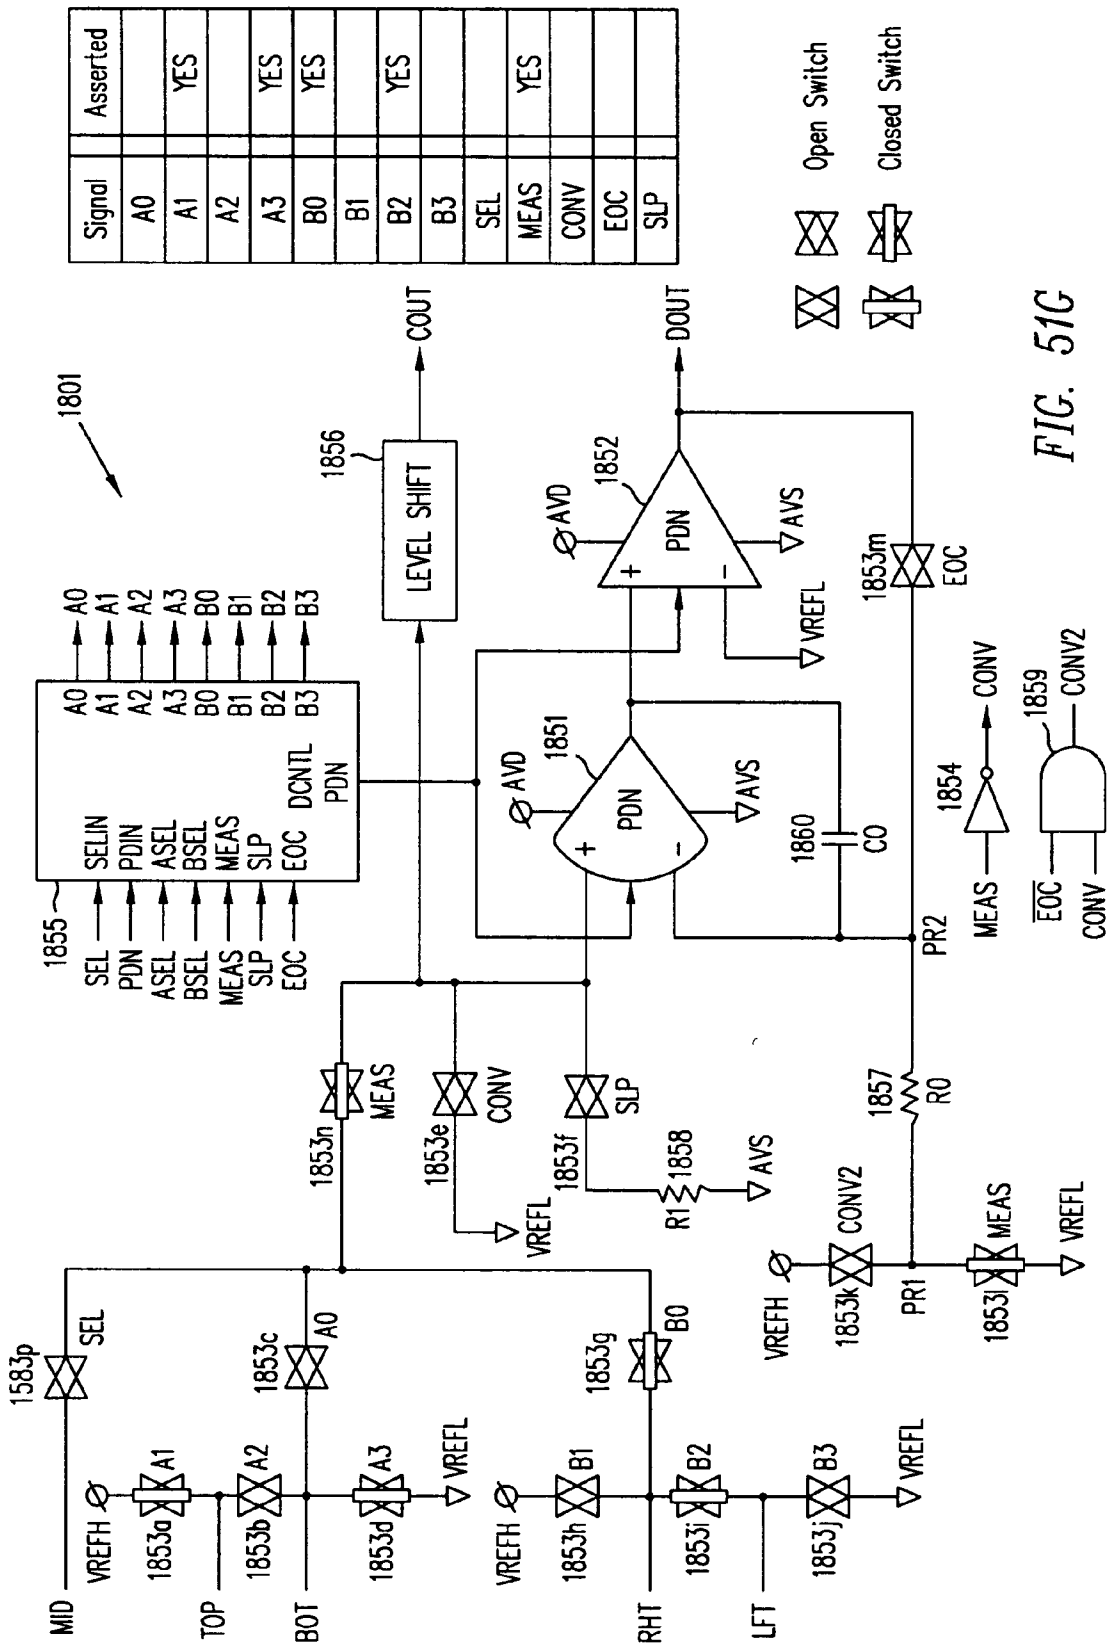 1801
1855
SEL
PDN
ASEL
BSEL
MEAS
SLP
EOC
SELIN
PDIN
ASEL
BSEL
MEAS
SLP
EOC
DCNTL
PDN
A0
A1
A2
A3
B0
B1
B2
B3
A0
A1
A2
A3
B0
B1
B2
B3
Signal Asserted
A0
A1 YES
A2
A3 YES
B0 YES
B1
B2 YES
B3
SEL
MEAS YES
CONV
EOC
SLP
Open Switch
Closed Switch
1856
LEVEL SHIFT
COUT
MID
1583p
SEL
VREFH
1853a
A1
TOP
1853b
A2
BOT
1853c
A0
1853d
A3
VREFL
VREFH
1853h
B1
RHT
1853g
B0
1853i
B2
LFT
1853j
B3
VREFL
1853n
MEAS
1853e
CONV
VREFL
1853f
SLP
R1
1858
AVS
AVD
1851
+
PDN
−
AVS
1860
CO
AVD
1852
+
PDN
−
AVS
VREFL
DOUT
1853m
EOC
VREFH
1853k
CONV2
PR1
1857
R0
PR2
1853l
MEAS
VREFL
MEAS
1854
CONV
EOC
CONV
1859
CONV2
FIG. 51G